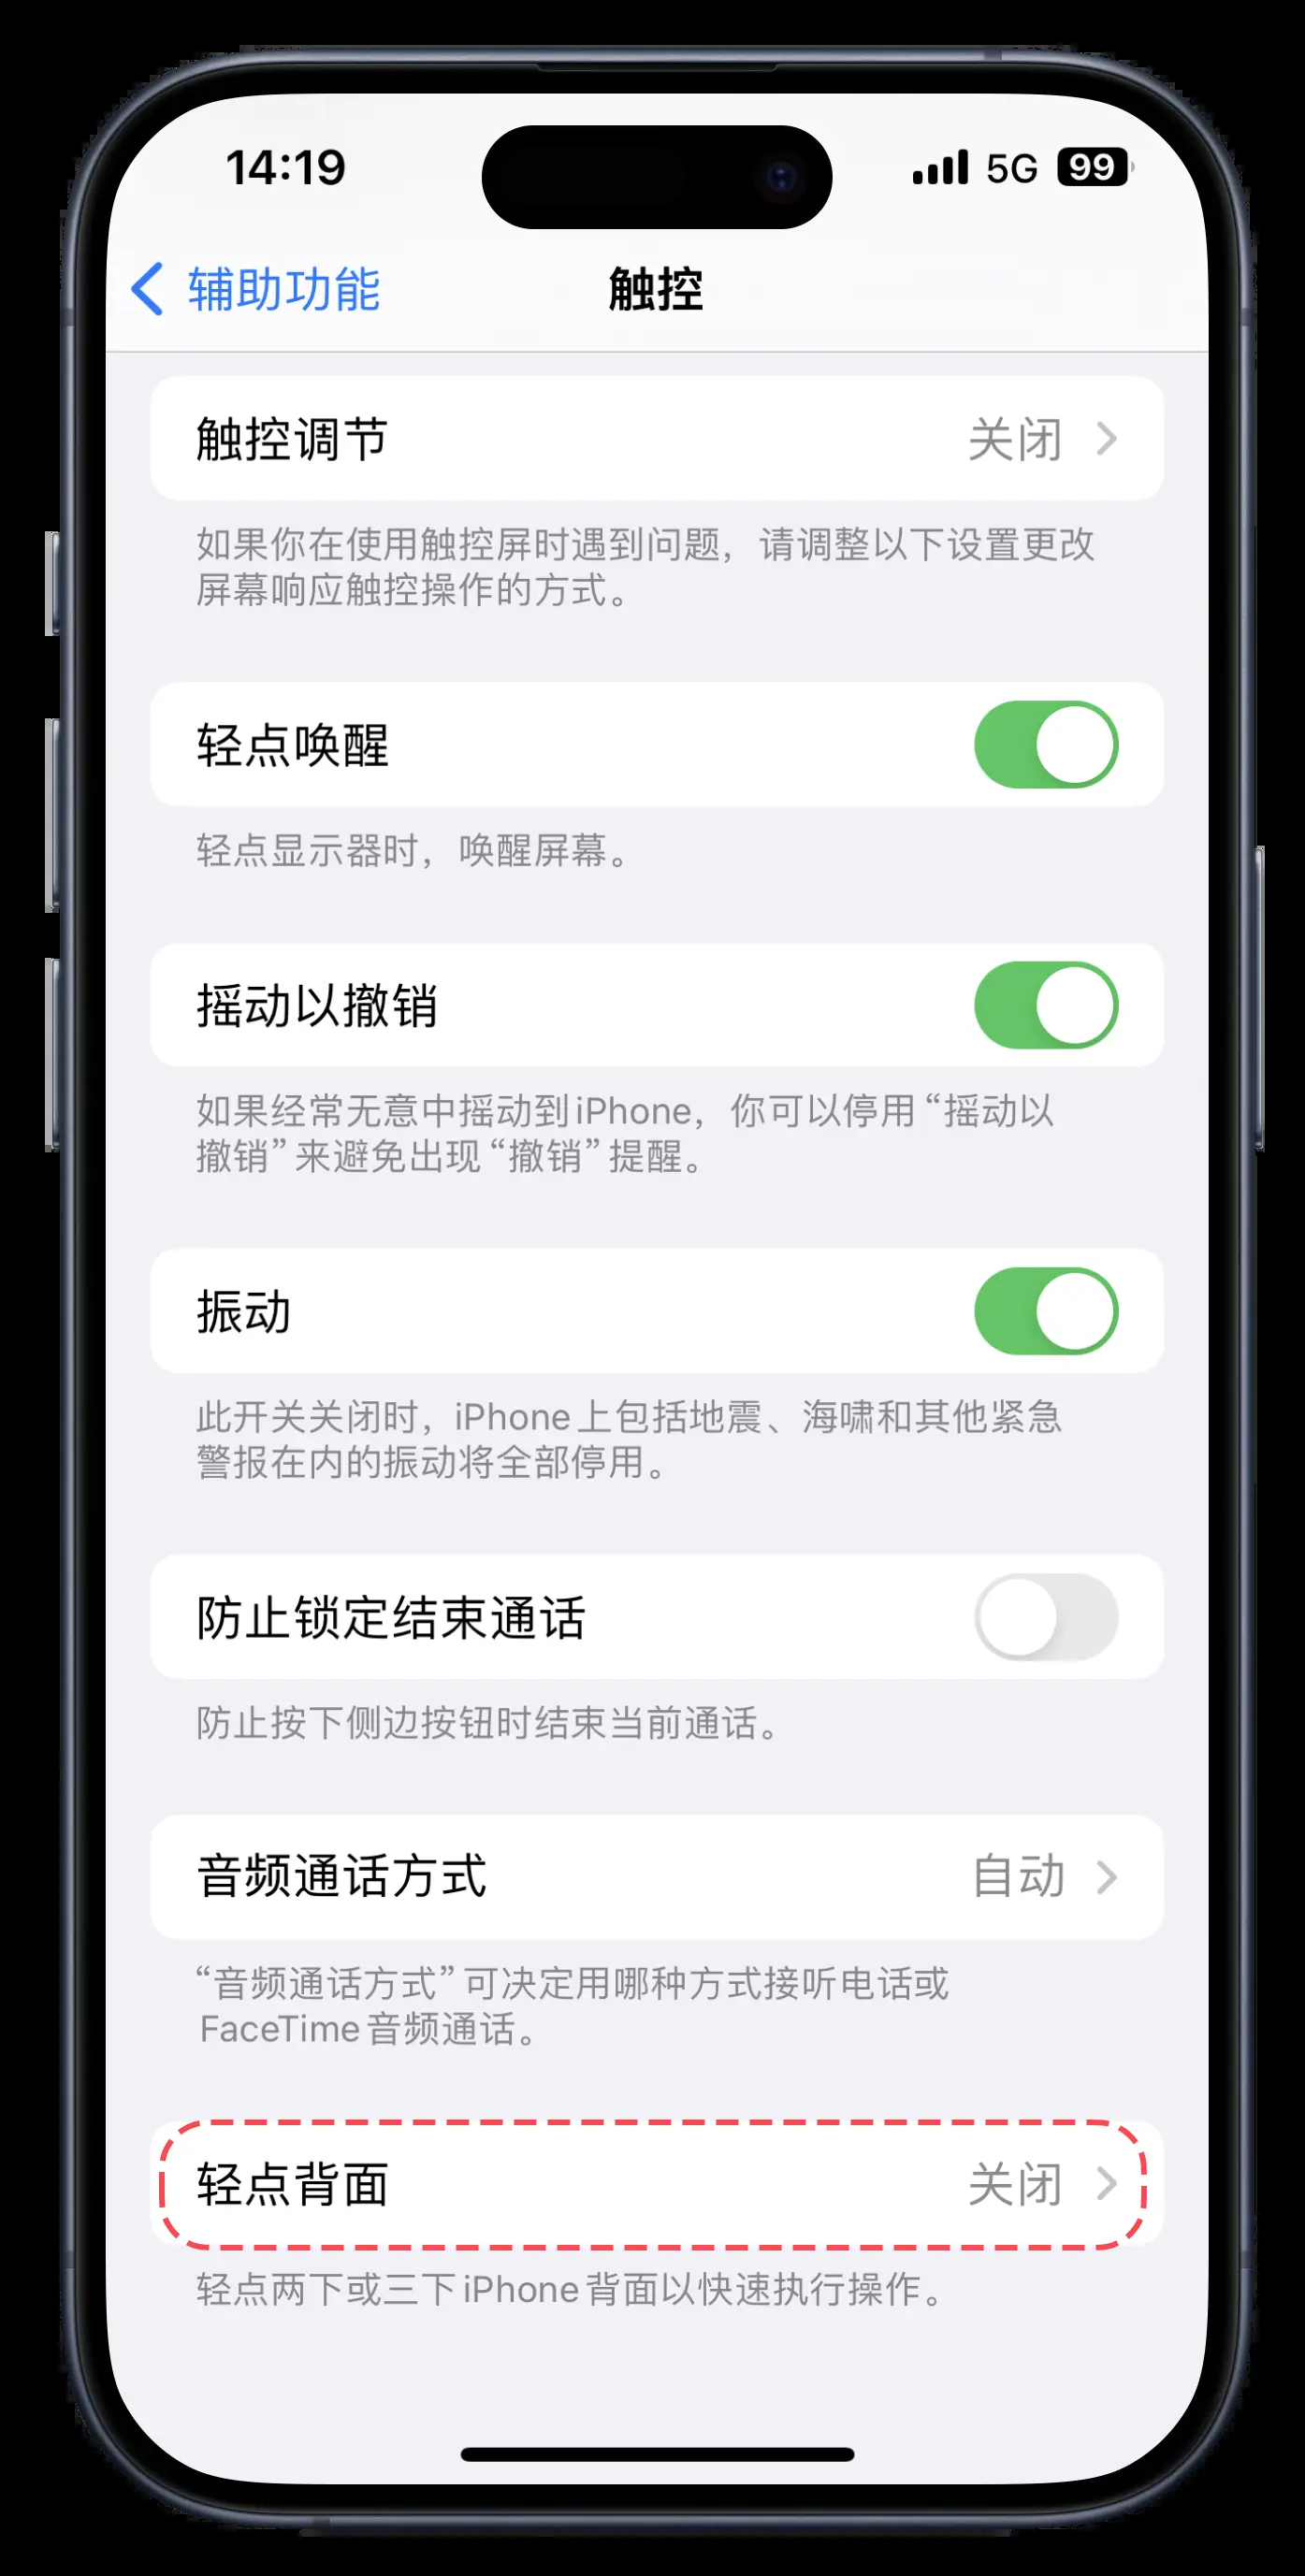 14:19
5G 99
辅助功能
触控
触控调节 关闭
如果你在使用触控屏时遇到问题，请调整以下设置更改
屏幕响应触控操作的方式。
轻点唤醒
轻点显示器时，唤醒屏幕。
摇动以撤销
如果经常无意中摇动到iPhone，你可以停用“摇动以
撤销”来避免出现“撤销”提醒。
振动
此开关关闭时，iPhone上包括地震、海啸和其他紧急
警报在内的振动将全部停用。
防止锁定结束通话
防止按下侧边按钮时结束当前通话。
音频通话方式 自动
“音频通话方式”可决定用哪种方式接听电话或
FaceTime音频通话。
轻点背面 关闭
轻点两下或三下iPhone背面以快速执行操作。